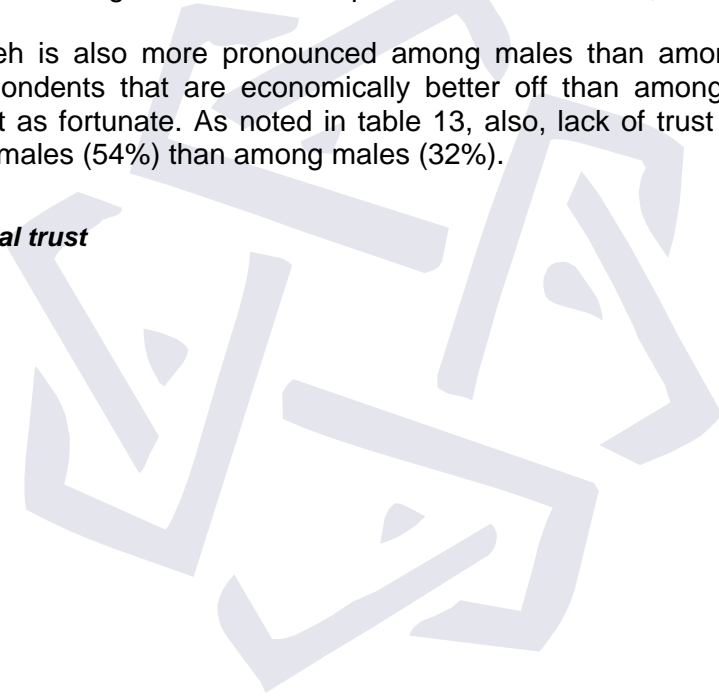 eh is also more pronounced among males than amor
ondents that are economically better off than among
t as fortunate. As noted in table 13, also, lack of trust
males (54%) than among males (32%).
al trust